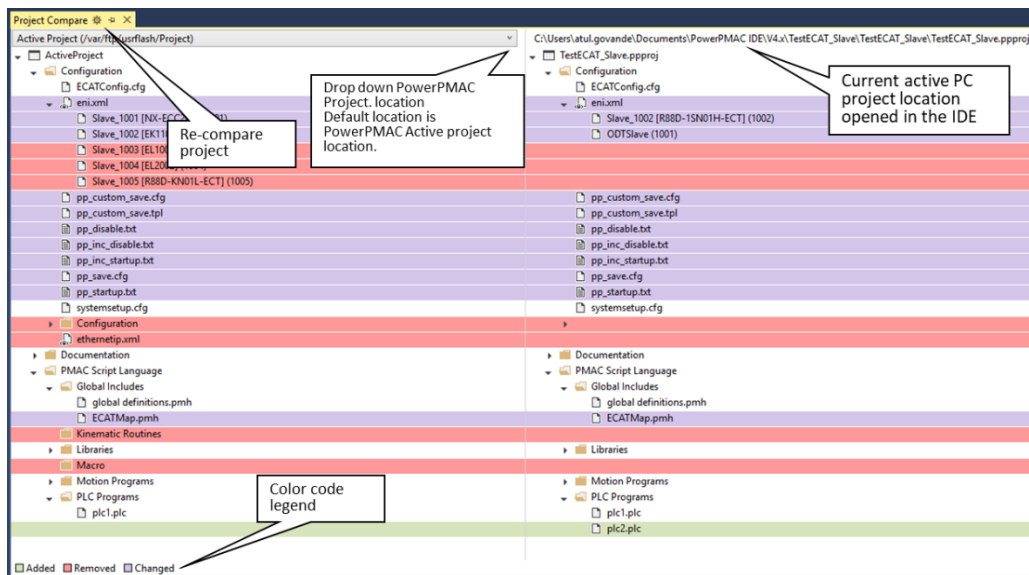 Project Compare
Active Project (/var/ftp/usrflash/Project)
C:\Users\atul.govande\Documents\PowerPMAC IDE\V4.x\TestECAT_Slave\TestECAT_Slave\TestECAT_Slave.ppproj
ActiveProject
Configuration
ECATConfig.cfg
eni.xml
Slave_1001 [NX-ECC
Slave_1002 [EK11
Slave_1003 [EL10
Slave_1004 [EL2002] (1004)
Slave_1005 [R88D-KN01L-ECT] (1005)
pp_custom_save.cfg
pp_custom_save.tpl
pp_disable.txt
pp_inc_disable.txt
pp_inc_startup.txt
pp_save.cfg
pp_startup.txt
systemsetup.cfg
Configuration
ethernetip.xml
Documentation
PMAC Script Language
Global Includes
global definitions.pmh
ECATMap.pmh
Kinematic Routines
Libraries
Macro
Motion Programs
PLC Programs
plc1.plc
Re-compare
project
Drop down PowerPMAC
Project. location
Default location is
PowerPMAC Active project
location.
TestECAT_Slave.ppproj
Configuration
ECATConfig.cfg
eni.xml
Slave_1002 [R88D-1SN01H-ECT] (1002)
ODTSlave (1001)
pp_custom_save.cfg
pp_custom_save.tpl
pp_disable.txt
pp_inc_disable.txt
pp_inc_startup.txt
pp_save.cfg
pp_startup.txt
systemsetup.cfg
Documentation
PMAC Script Language
Global Includes
global definitions.pmh
ECATMap.pmh
Libraries
Motion Programs
PLC Programs
plc1.plc
plc2.plc
Current active PC
project location
opened in the IDE
Color code
legend
Added Removed Changed